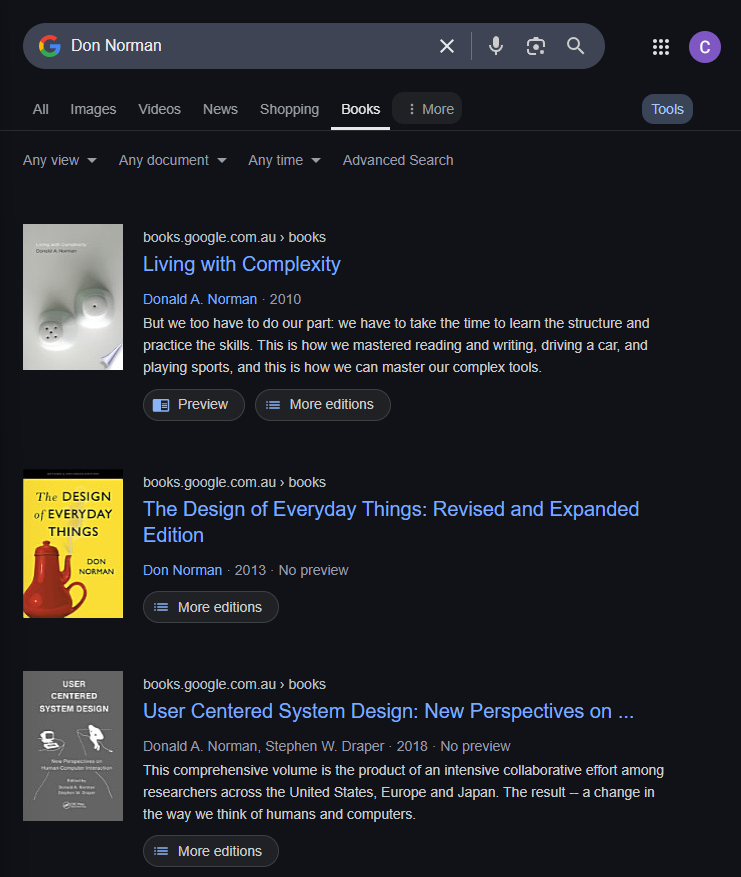 Don Norman
C
All Images Videos News Shopping Books More Tools
Any view Any document Any time Advanced Search
Living with Complexity
Donald A. Norman
books.google.com.au › books
Living with Complexity
Donald A. Norman · 2010
But we too have to do our part: we have to take the time to learn the structure and
practice the skills. This is how we mastered reading and writing, driving a car, and
playing sports, and this is how we can master our complex tools.
Preview More editions
The DESIGN
of EVERYDAY
THINGS
DON
NORMAN
books.google.com.au › books
The Design of Everyday Things: Revised and Expanded
Edition
Don Norman · 2013 · No preview
More editions
USER
CENTERED
SYSTEM DESIGN
New Perspectives on
Human-Computer Interaction
Edited by
Donald A. Norman
Stephen W. Draper
books.google.com.au › books
User Centered System Design: New Perspectives on ...
Donald A. Norman, Stephen W. Draper · 2018 · No preview
This comprehensive volume is the product of an intensive collaborative effort among
researchers across the United States, Europe and Japan. The result -- a change in
the way we think of humans and computers.
More editions